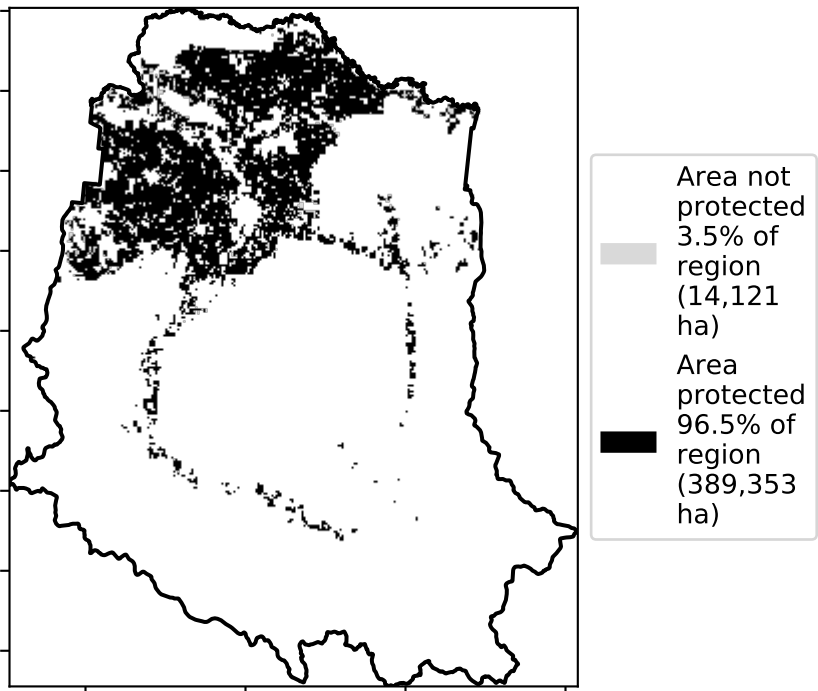 Area not
protected
3.5% of
region
(14,121
ha)
Area
protected
96.5% of
region
(389,353
ha)